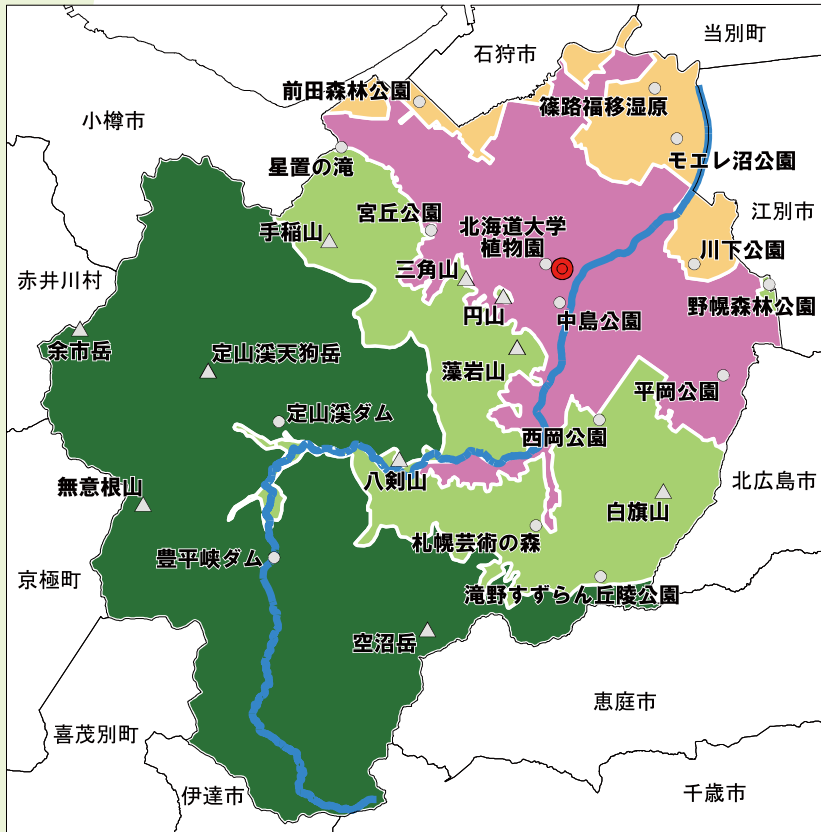 当別町
石狩市
前田森林公園
篠路福移湿原
小樽市
モエレ沼公園
星置の滝
宮丘公園
江別市
北海道大学
植物園
手稲山
川下公園
三角山
赤井川村
野幌森林公園
円山
中島公園
余市岳
定山渓天狗岳
藻岩山
平岡公園
定山渓ダム
西岡公園
八剣山
北広島市
無意根山
白旗山
札幌芸術の森
豊平峡ダム
京極町
滝野すずらん丘陵公園
空沼岳
恵庭市
喜茂別町
伊達市
千歳市